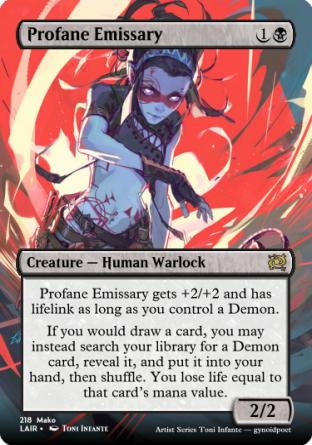 Profane Emissary 1
Creature — Human Warlock
Profane Emissary gets +2/+2 and has
lifelink as long as you control a Demon.
If you would draw a card, you may
instead search your library for a Demon
card, reveal it, and put it into your
hand, then shuffle. You lose life equal to
that card's mana value.
2/2
218 Mako
LAIR • Toni Infante
Artist Series Toni Infante — gynoidpoet